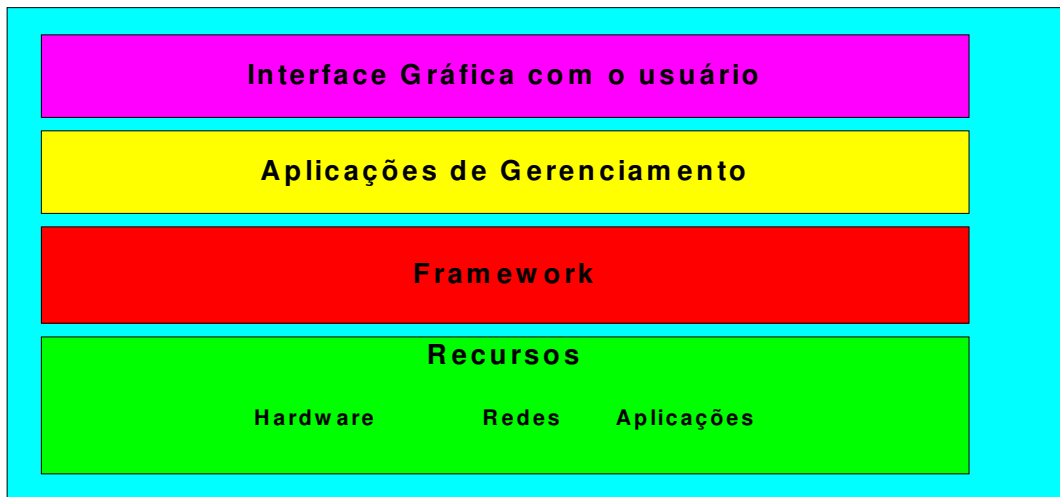 Interface Gráfica com o usuário
Aplicações de Gerenciamento
Framework
Recursos
Hardware Redes Aplicações